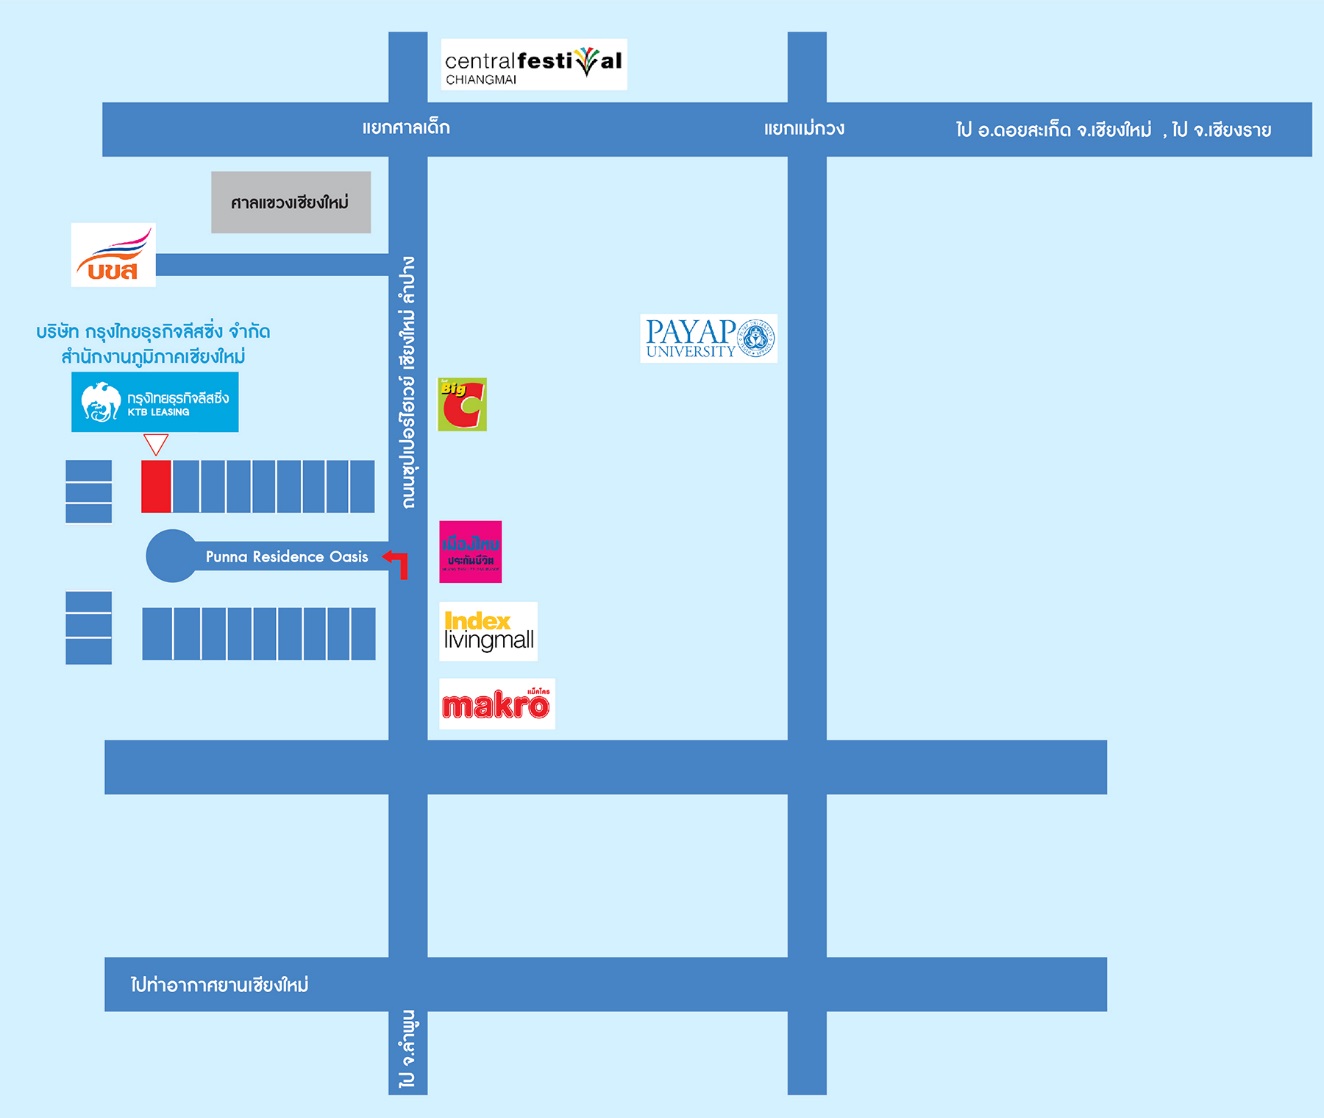 centralfestival
CHIANGMAI
แยกศาลเด็ก
แยกแม่กวง
ไป อ.ดอยสะเก็ด จ.เชียงใหม่ , ไป จ.เชียงราย
ศาลแขวงเชียงใหม่
บขส
ถนนซุปเปอร์ไฮเวย์ เชียงใหม่ ลำปาง
บริษัท กรุงไทยธุรกิจลีสซิ่ง จำกัด
สำนักงานภูมิภาคเชียงใหม่
กรุงไทยธุรกิจลีสซิ่ง
KTB LEASING
PAYAP
UNIVERSITY
Big
C
Punna Residence Oasis
เมืองไทย
ประกันชีวิต
Index
livingmall
แม็คโคร
makro
ไปท่าอากาศยานเชียงใหม่
ไป จ.ลำพูน